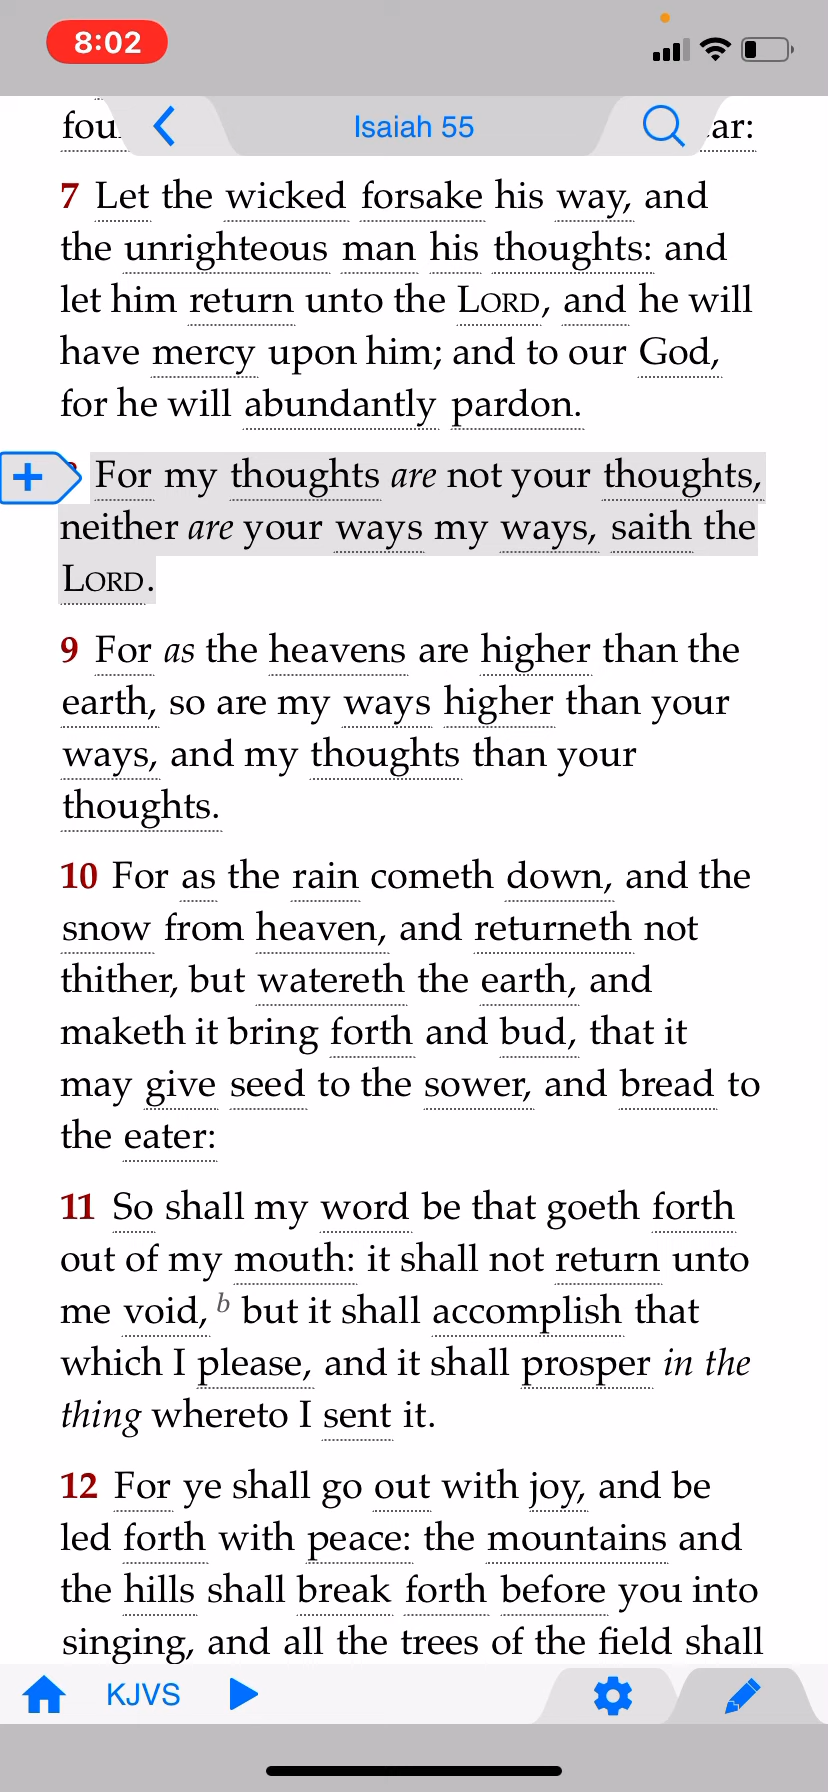 8:02
Isaiah 55
ar:
7 Let the wicked forsake his way, and
the unrighteous man his thoughts: and
let him return unto the LORD, and he will
have mercy upon him; and to our God,
for he will abundantly pardon.
For my thoughts are not your thoughts,
neither are your ways my ways, saith the
LORD.
9 For as the heavens are higher than the
earth, so are my ways higher than your
ways, and my thoughts than your
thoughts.
10 For as the rain cometh down, and the
snow from heaven, and returneth not
thither, but watereth the earth, and
maketh it bring forth and bud, that it
may give seed to the sower, and bread to
the eater:
11 So shall my word be that goeth forth
out of my mouth: it shall not return unto
me void, b but it shall accomplish that
which I please, and it shall prosper in the
thing whereto I sent it.
12 For ye shall go out with joy, and be
led forth with peace: the mountains and
the hills shall break forth before you into
singing, and all the trees of the field shall
KJVS